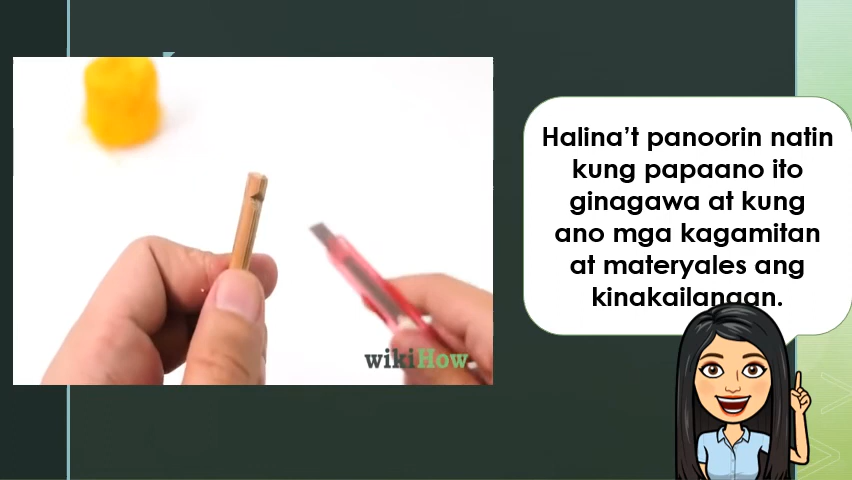 Halina't panoorin natin
kung papaano ito
ginagawa at kung
ano mga kagamitan
at materyales ang
kinakailangan.
wikiHow